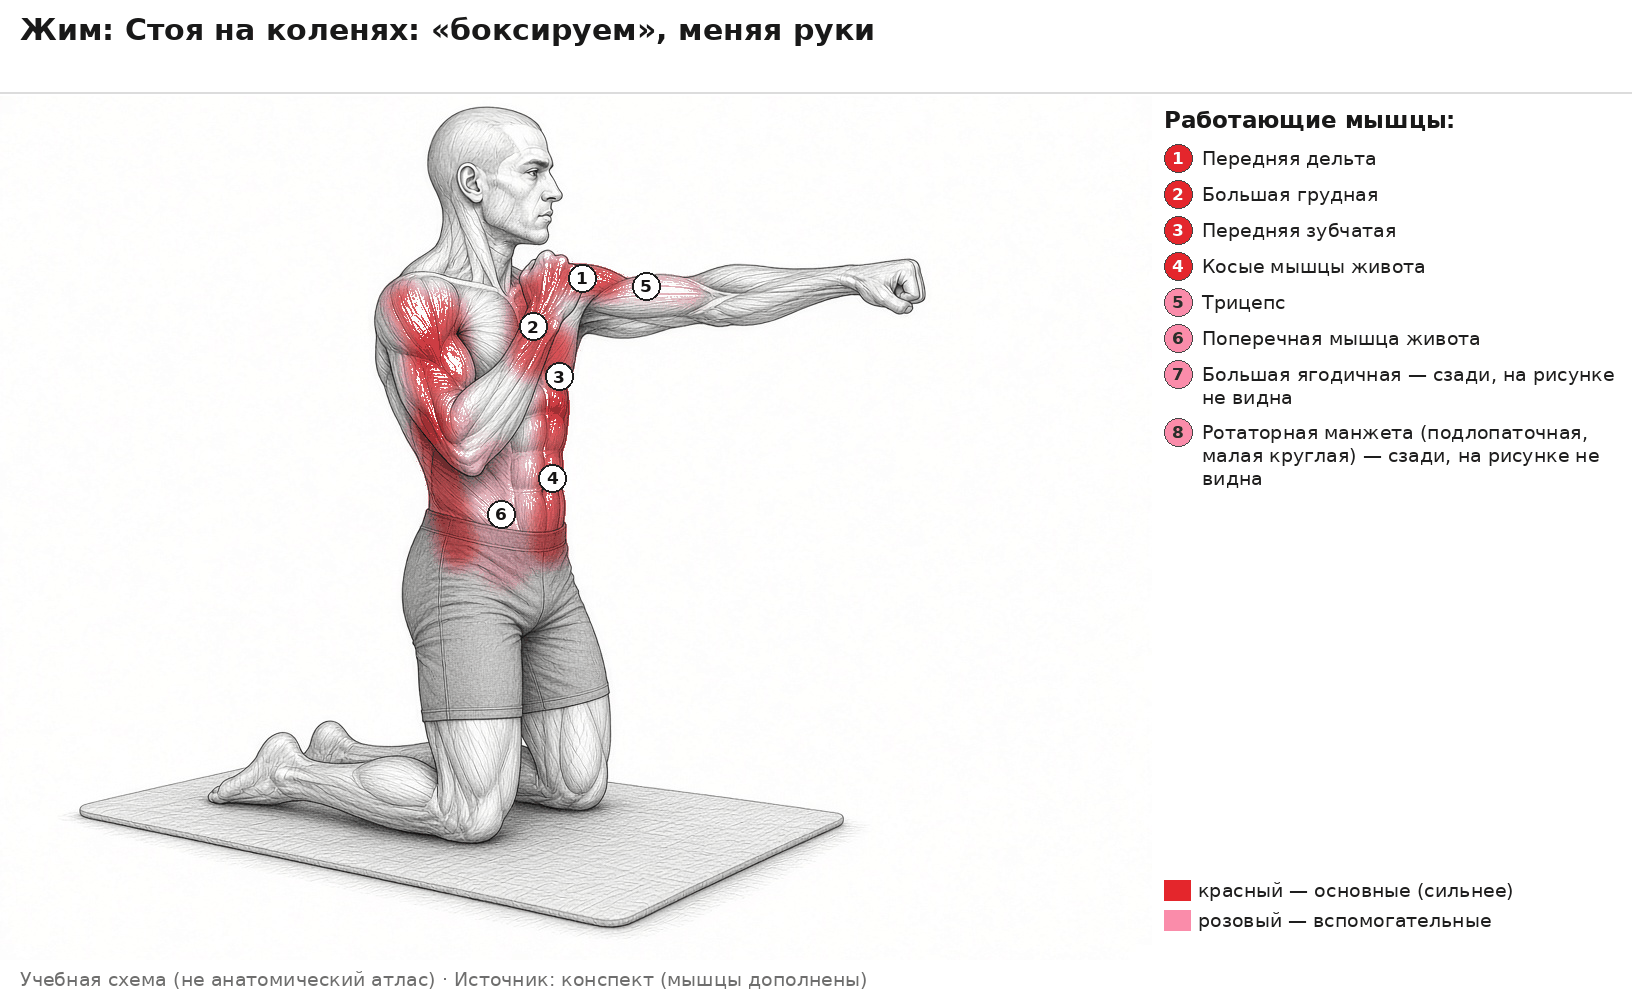 Жим: Стоя на коленях: «боксируем», меняя руки
Работающие мышцы:
1 Передняя дельта
2 Большая грудная
3 Передняя зубчатая
4 Косые мышцы живота
5 Трицепс
6 Поперечная мышца живота
7 Большая ягодичная — сзади, на рисунке
не видна
8 Ротаторная манжета (подлопаточная,
малая круглая) — сзади, на рисунке не
видна
1
5
2
3
4
6
красный — основные (сильнее)
розовый — вспомогательные
Учебная схема (не анатомический атлас) · Источник: конспект (мышцы дополнены)